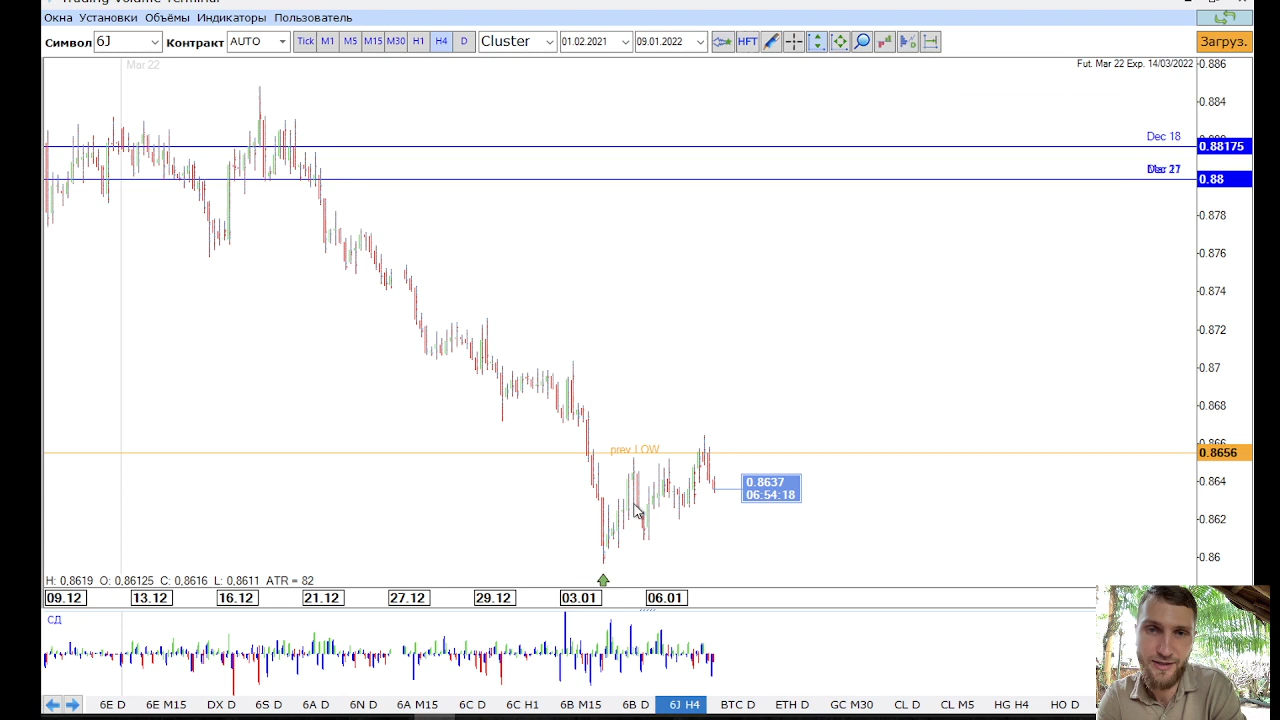 Trading Volume Terminal
Окна Установки Объёмы Индикаторы Пользователь
Символ 6J Контракт AUTO Tick M1 M5 M15 M30 H1 H4 D Cluster 01.02.2021 09.01.2022 HFT Загруз.
Mar 22
Fut. Mar 22 Exp. 14/03/2022
0.886
0.884
Dec 18
0.88175
0.88
0.878
0.876
0.874
0.872
0.87
0.868
prev LOW
0.8656
0.8637
06:54:18
0.864
0.862
0.86
H: 0,8619 O: 0,86125 C: 0,8616 L: 0,8611 ATR = 82
09.12 13.12 16.12 21.12 27.12 29.12 03.01 06.01
СД
6E D 6E M15 DX D 6S D 6A D 6N D 6A M15 6C D 6C H1 6B M15 6B D 6J H4 BTC D ETH D GC M30 CL D CL M5 HG H4 HO D